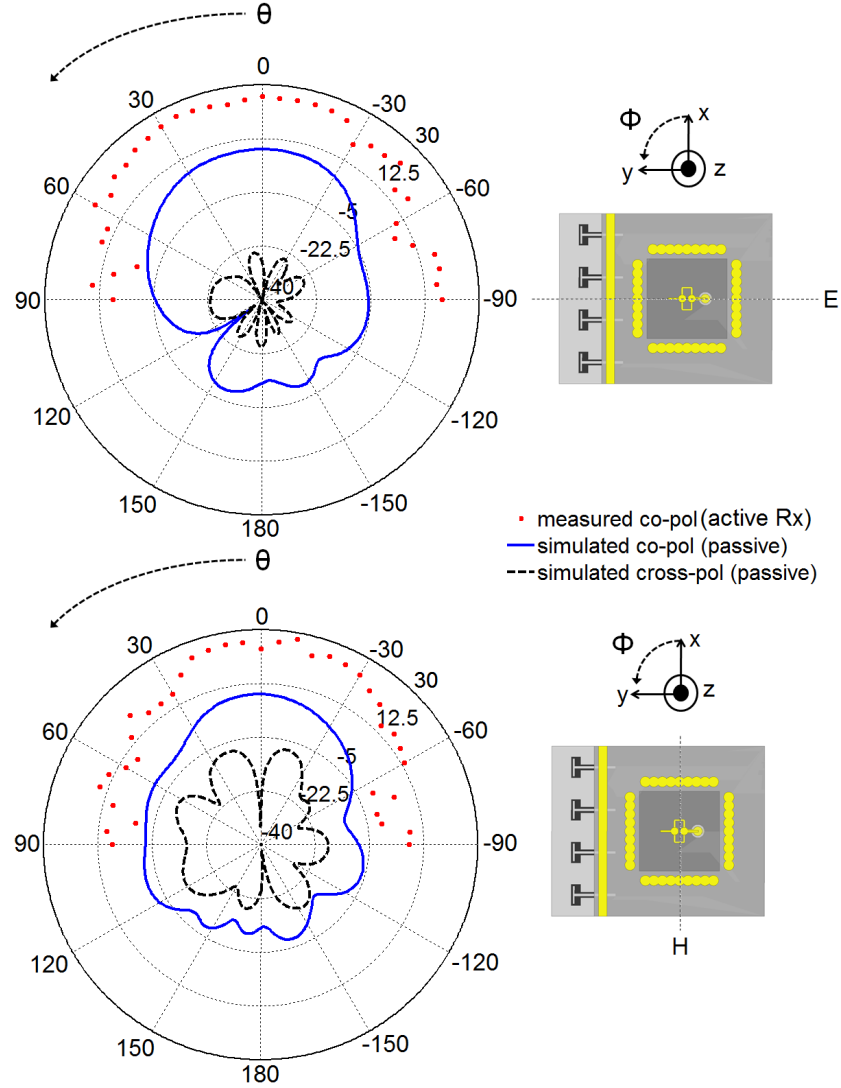 θ
0
30
-30
30
Φ
x
y
z
12.5
60
-60
-5
-22.5
-40
90
-90
E
120
-120
150
-150
180
measured co-pol (active Rx)
simulated co-pol (passive)
simulated cross-pol (passive)
θ
0
30
-30
30
Φ
x
y
z
12.5
60
-60
-5
-22.5
-40
90
-90
H
120
-120
150
-150
180